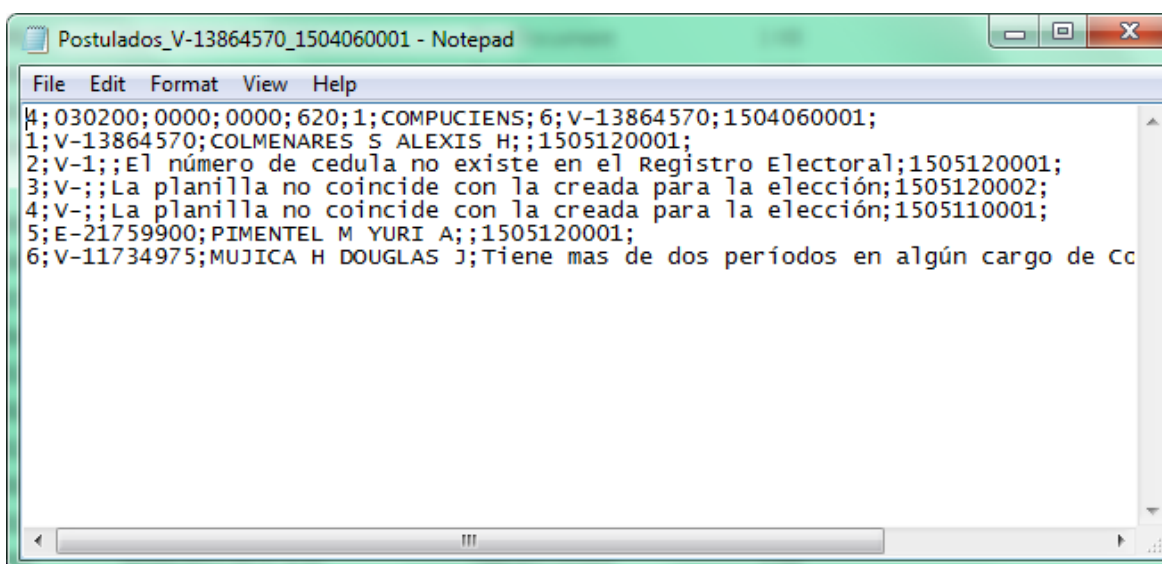 Postulados_V-13864570_1504060001 - Notepad
File Edit Format View Help
4;030200;0000;0000;620;1;COMPUCIENS;6;V-13864570;1504060001;
1;V-13864570;COLMENARES S ALEXIS H;;1505120001;
2;V-1;;El número de cedula no existe en el Registro Electoral;1505120001;
3;V-;;La planilla no coincide con la creada para la elección;1505120002;
4;V-;;La planilla no coincide con la creada para la elección;1505110001;
5;E-21759900;PIMENTEL M YURI A;;1505120001;
6;V-11734975;MUJICA H DOUGLAS J;Tiene mas de dos períodos en algún cargo de Co